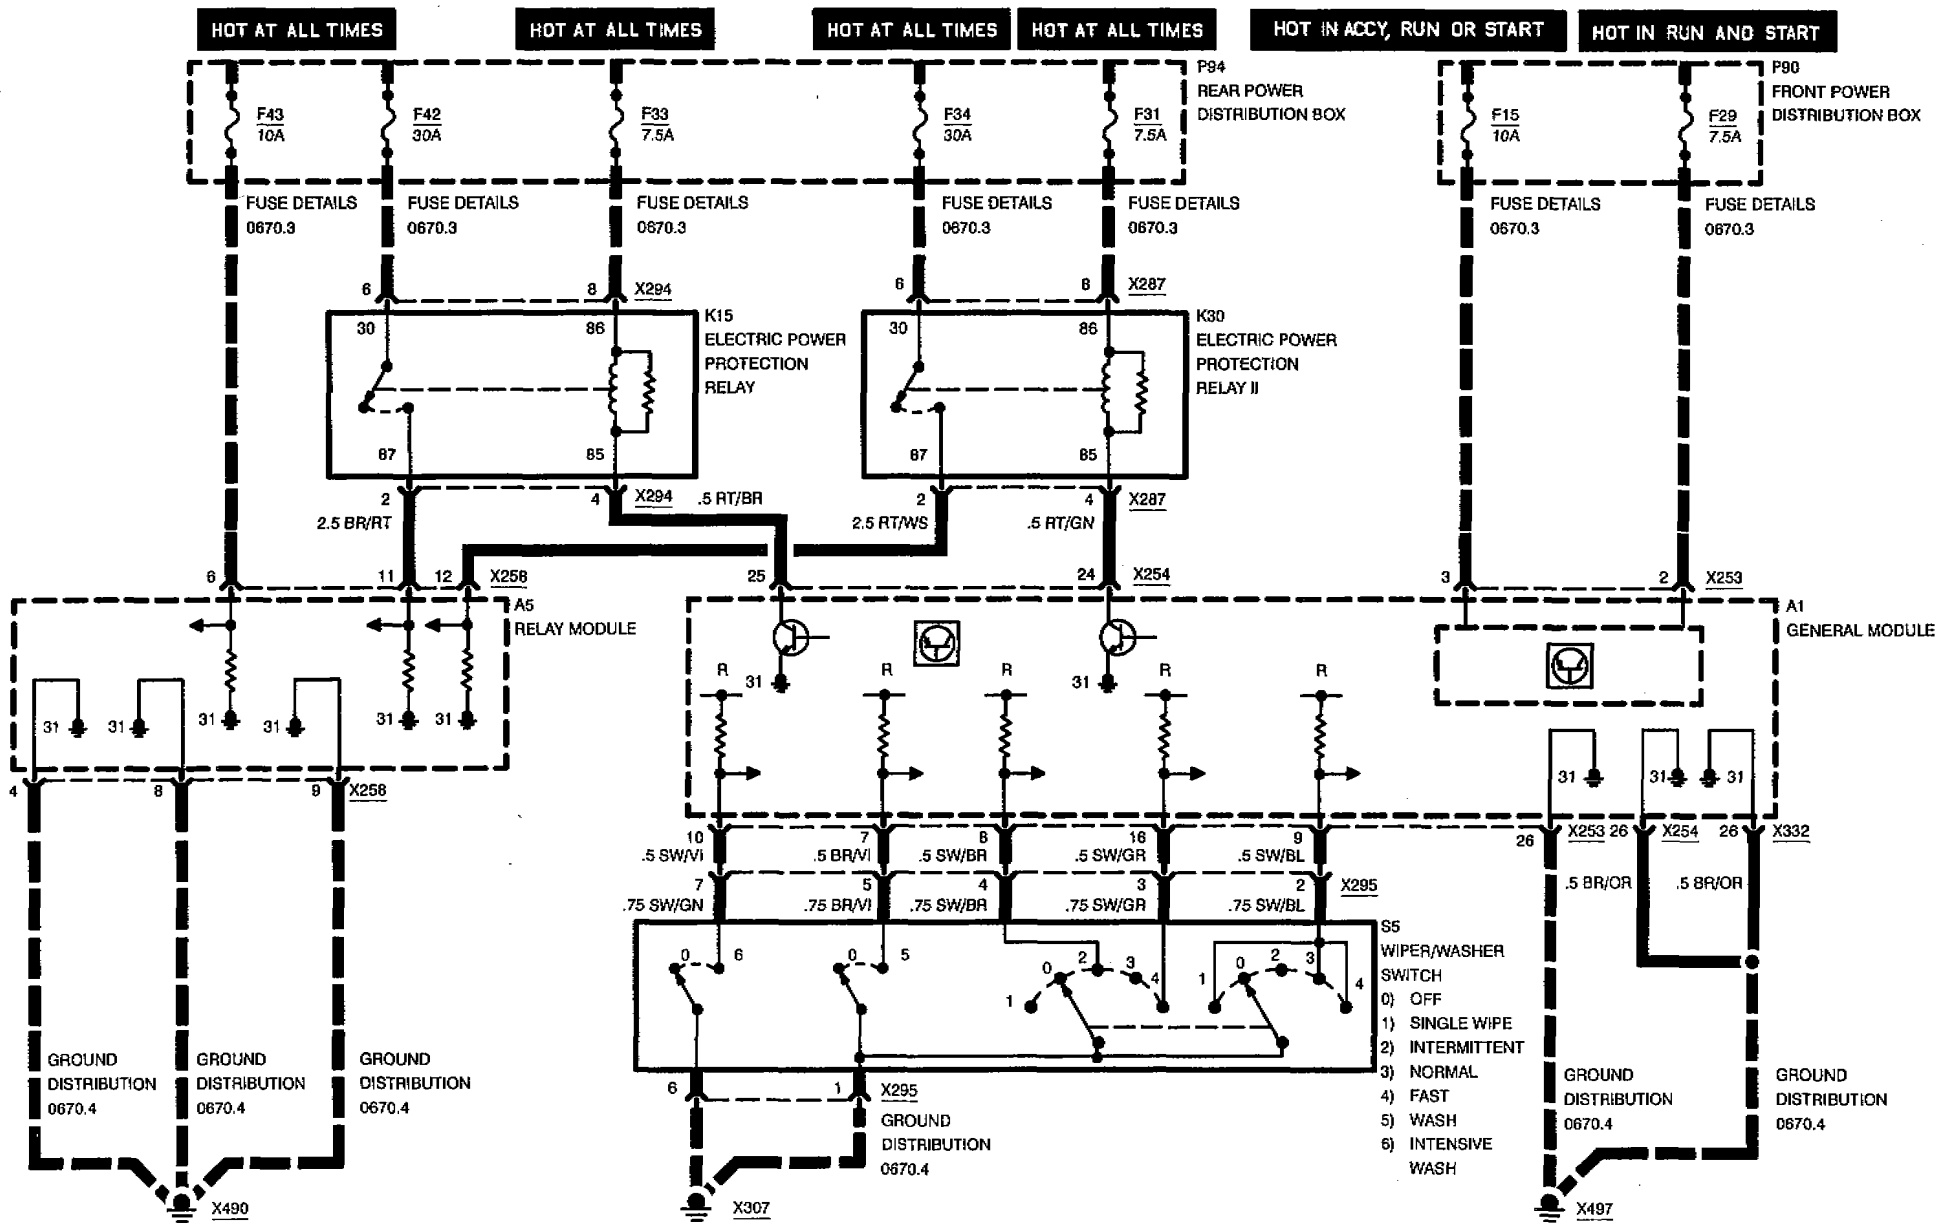 HOT AT ALL TIMES
HOT AT ALL TIMES
HOT AT ALL TIMES
HOT AT ALL TIMES
HOT IN ACCY, RUN OR START
HOT IN RUN AND START
F43
10A
F42
30A
F33
7.5A
F34
30A
F31
7.5A
P94
REAR POWER
DISTRIBUTION BOX
F15
10A
F29
7.5A
P90
FRONT POWER
DISTRIBUTION BOX
FUSE DETAILS
0670.3
FUSE DETAILS
0670.3
FUSE DETAILS
0670.3
FUSE DETAILS
0670.3
FUSE DETAILS
0670.3
FUSE DETAILS
0670.3
FUSE DETAILS
0670.3
6
8
X294
6
8
X287
30
86
K15
ELECTRIC POWER
PROTECTION
RELAY
87
85
30
86
K30
ELECTRIC POWER
PROTECTION
RELAY II
87
85
2
4
X294
.5 RT/BR
2.5 BR/RT
2
4
X287
2.5 RT/WS
.5 RT/GN
6
11
12
X258
25
24
X254
3
2
X253
A5
RELAY MODULE
31
31
31
31
31
31
A1
GENERAL MODULE
R
31
R
R
31
R
R
31
31
31
4
8
9
X258
10
7
8
16
9
26
X253
26
X254
26
X332
.5 SW/VI
.5 BR/VI
.5 SW/BR
.5 SW/GR
.5 SW/BL
.5 BR/OR
.5 BR/OR
7
5
4
3
2
X295
.75 SW/GN
.75 BR/VI
.75 SW/BR
.75 SW/GR
.75 SW/BL
0
6
0
5
1
0
2
3
4
1
0
2
3
4
S5
WIPER/WASHER
SWITCH
0) OFF
1) SINGLE WIPE
2) INTERMITTENT
3) NORMAL
4) FAST
5) WASH
6) INTENSIVE
WASH
6
1
X295
GROUND
DISTRIBUTION
0670.4
GROUND
DISTRIBUTION
0670.4
GROUND
DISTRIBUTION
0670.4
GROUND
DISTRIBUTION
0670.4
GROUND
DISTRIBUTION
0670.4
GROUND
DISTRIBUTION
0670.4
X490
X307
X497